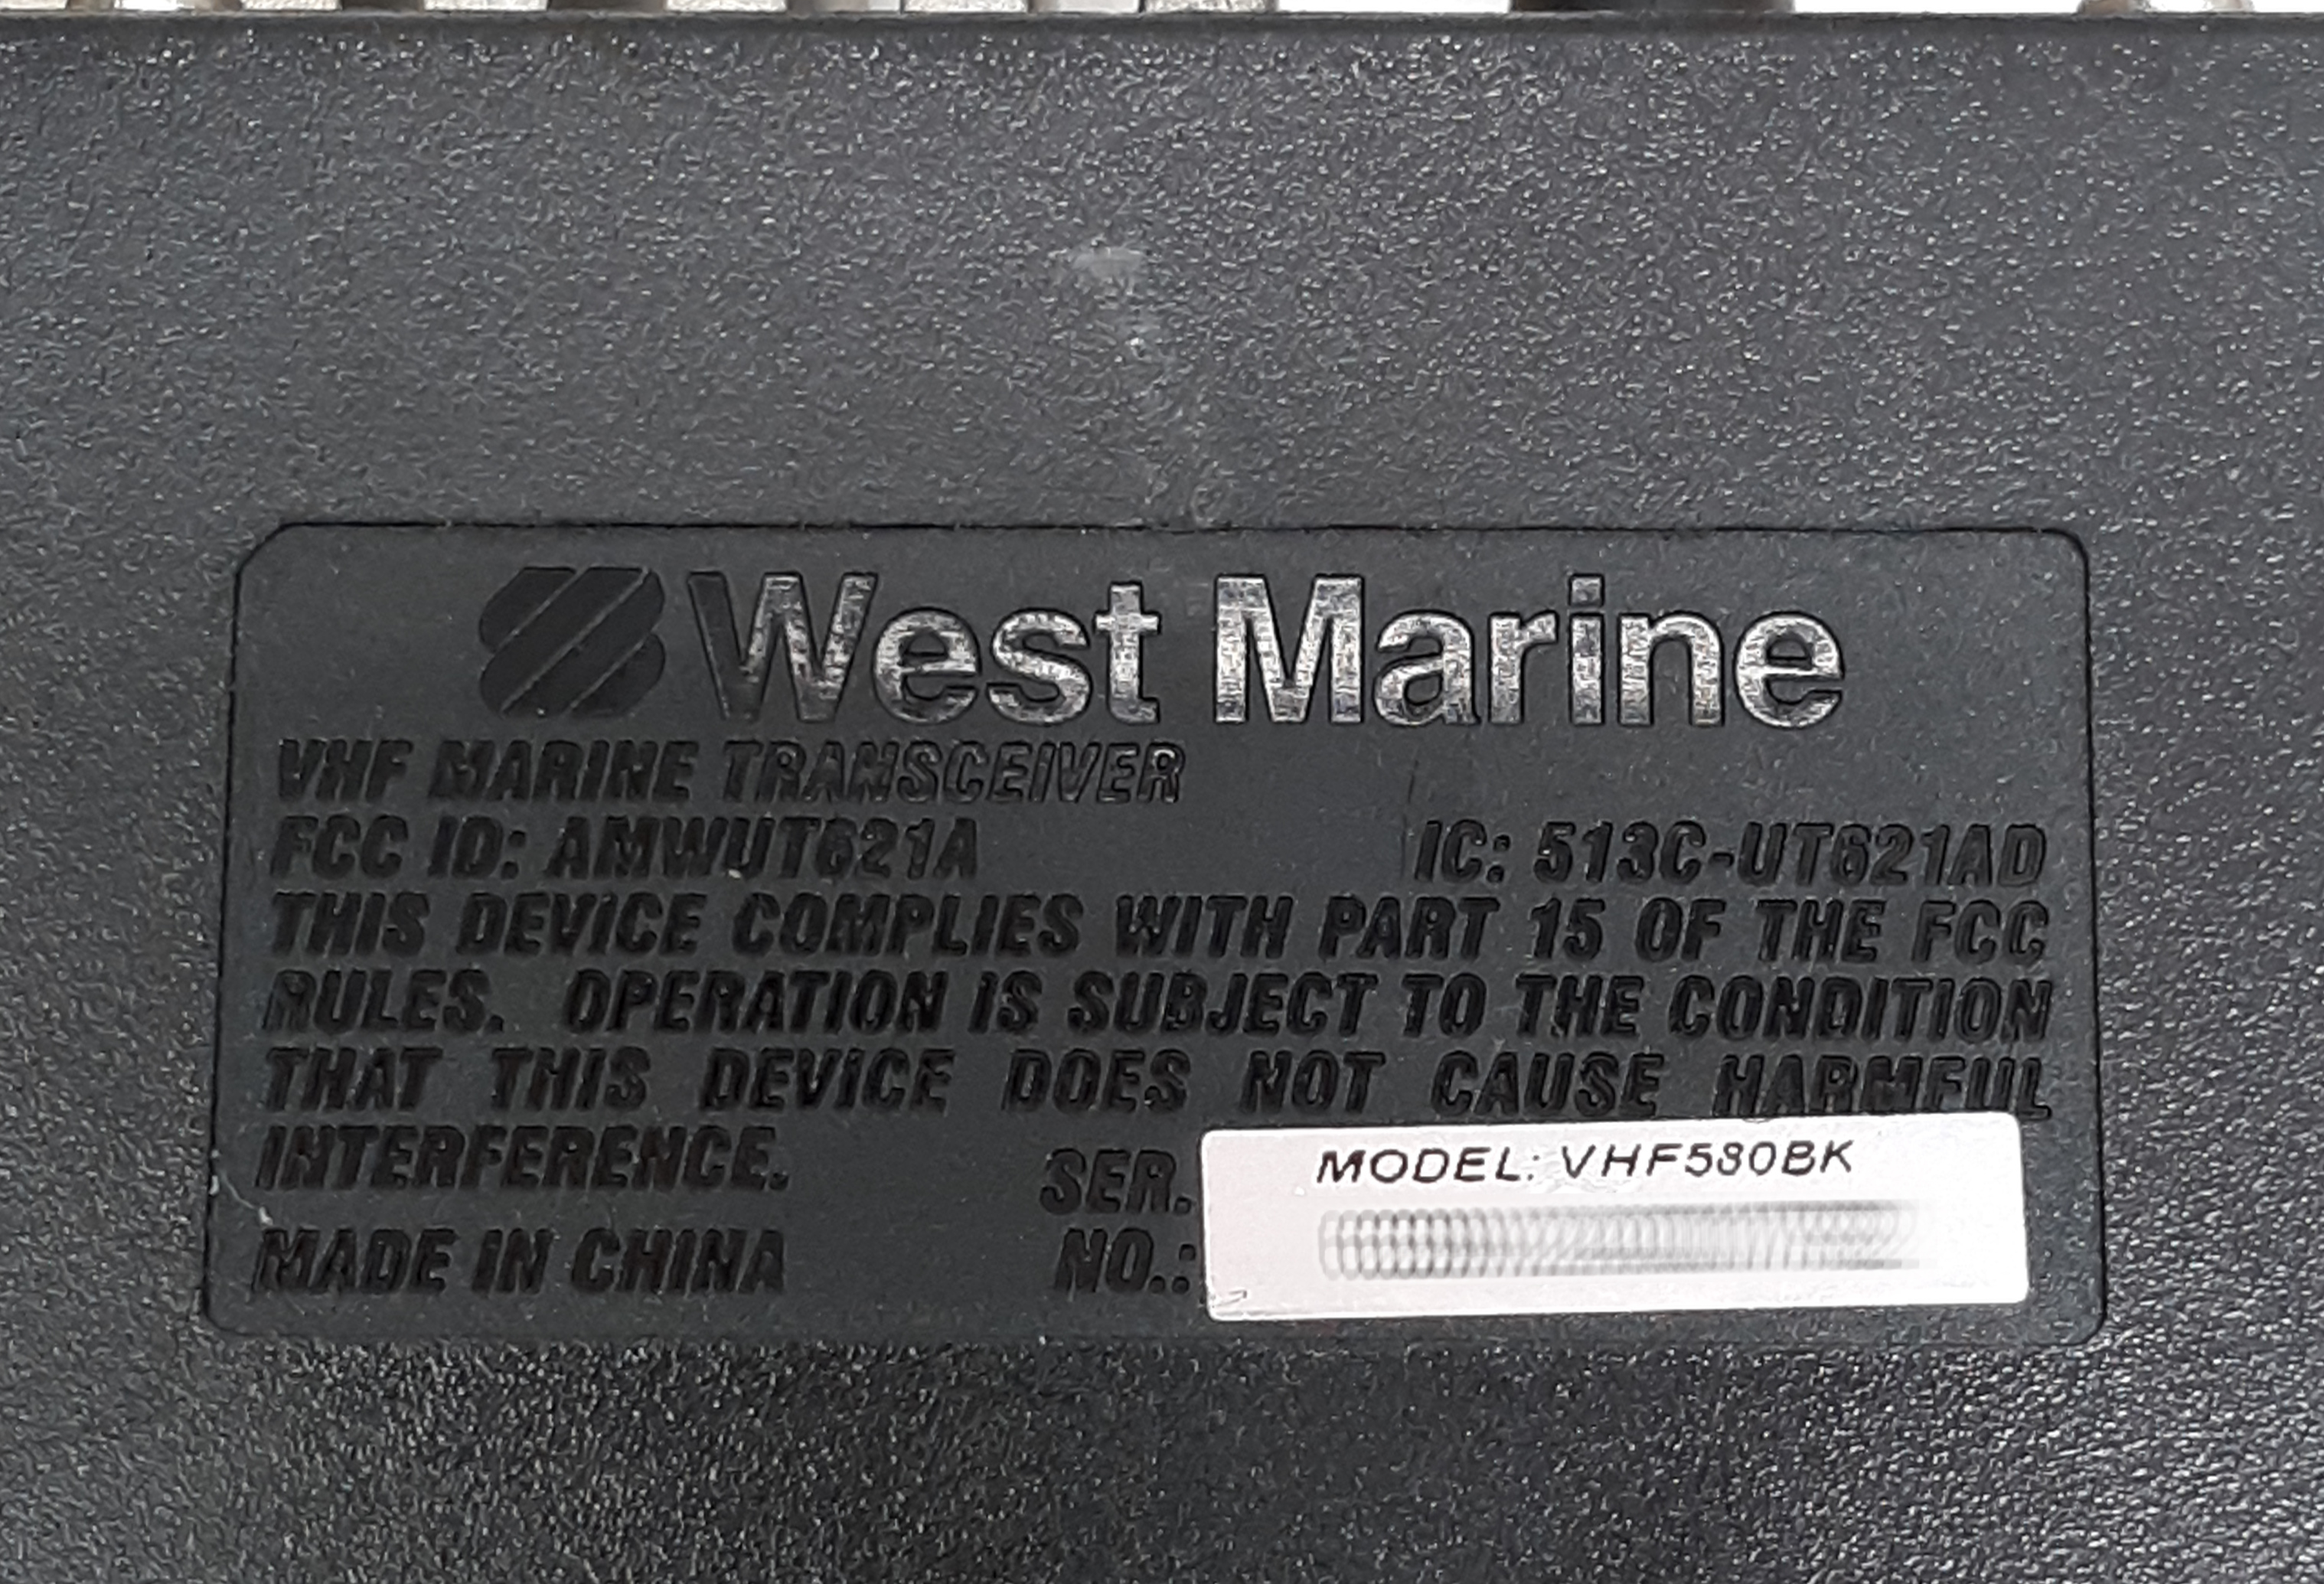 West Marine
VHF MARINE TRANSCEIVER
FCC ID: AMWUT621A IC: 513C-UT621AD
THIS DEVICE COMPLIES WITH PART 15 OF THE FCC
RULES. OPERATION IS SUBJECT TO THE CONDITION
THAT THIS DEVICE DOES NOT CAUSE HARMFUL
INTERFERENCE.
MADE IN CHINA
SER.
NO.:
MODEL: VHF580BK